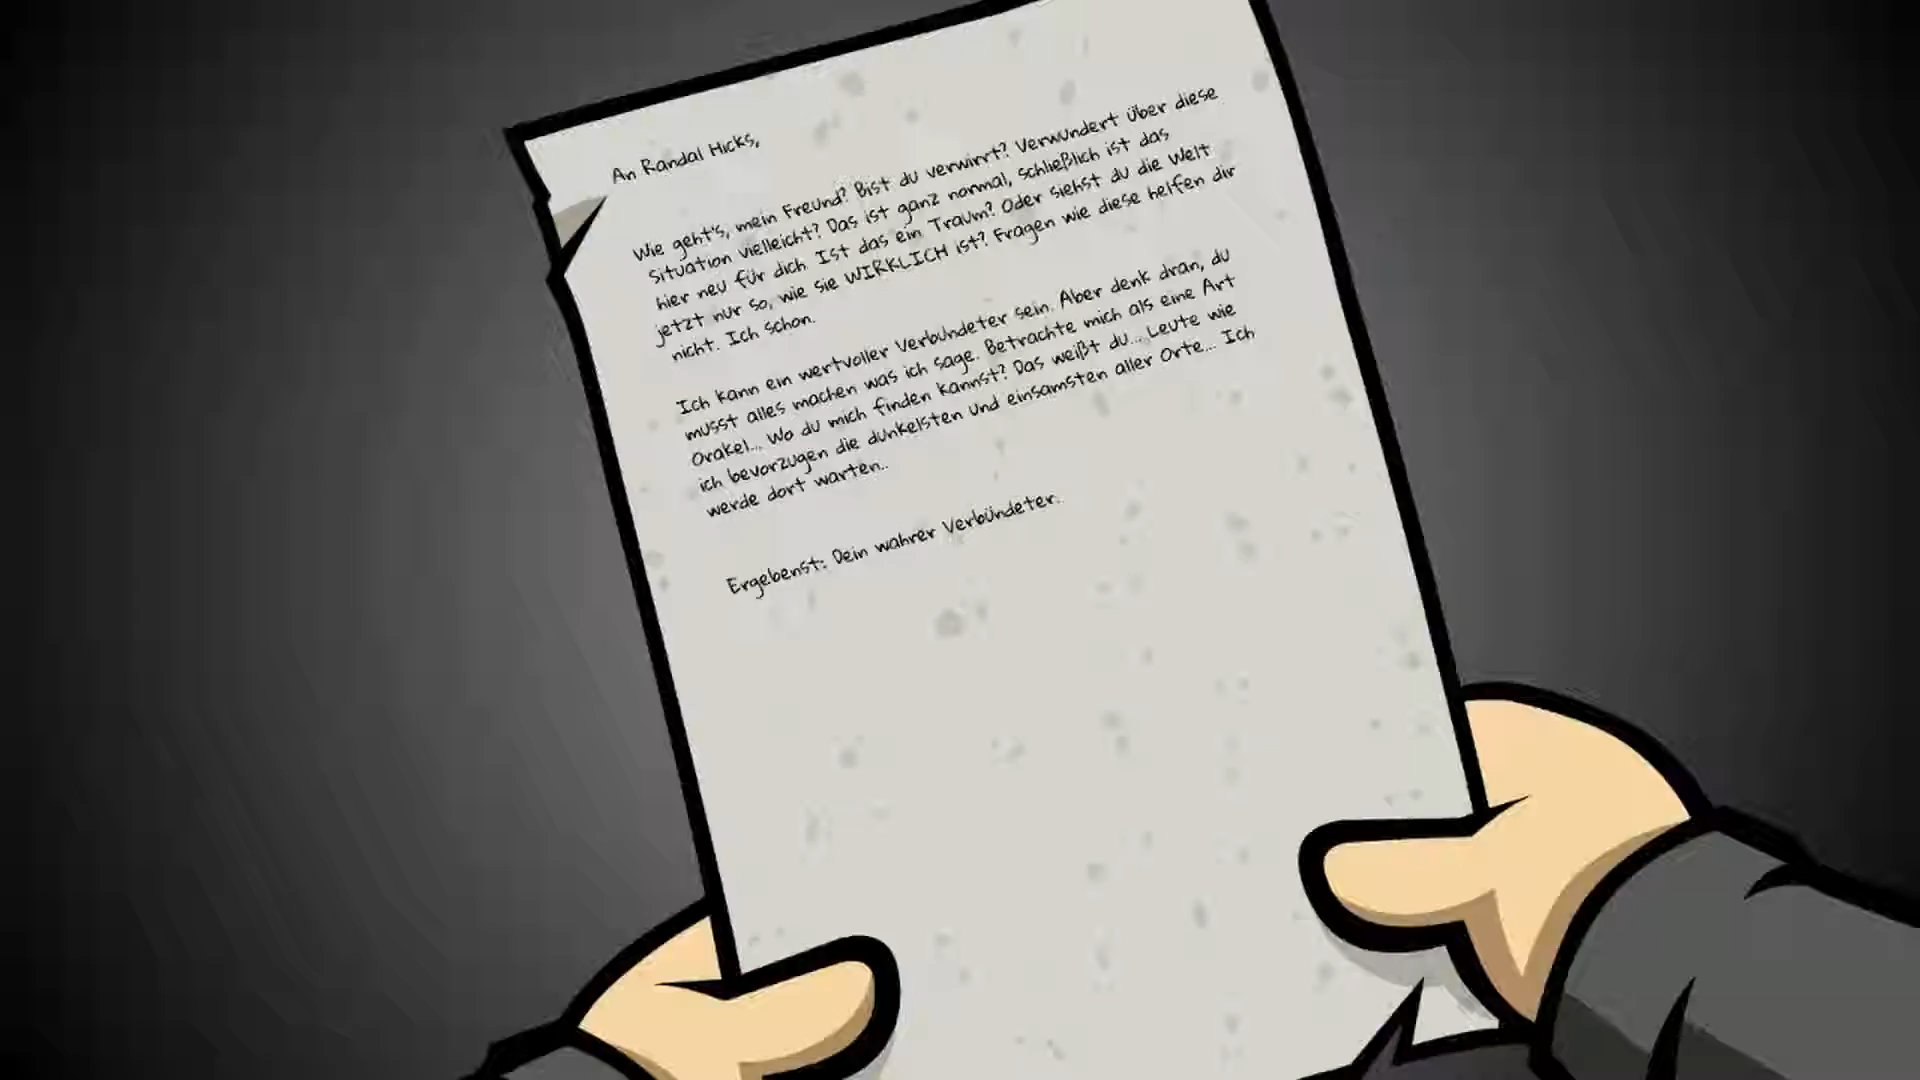 An Randal Hicks,
Wie geht's, mein Freund? Bist du verwirrt? Verwundert über diese
Situation vielleicht? Das ist ganz normal, schließlich ist das
hier neu für dich. Ist das ein Traum? Oder siehst du die Welt
jetzt nur so, wie sie WIRKLICH ist? Fragen wie diese helfen dir
nicht. Ich schon.
Ich kann ein wertvoller Verbündeter sein. Aber denk dran, du
musst alles machen was ich sage. Betrachte mich als eine Art
Orakel... Wo du mich finden kannst? Das weißt du... Leute wie
ich bevorzugen die dunkelsten und einsamsten aller Orte... Ich
werde dort warten..
Ergebenst: Dein wahrer Verbündeter.